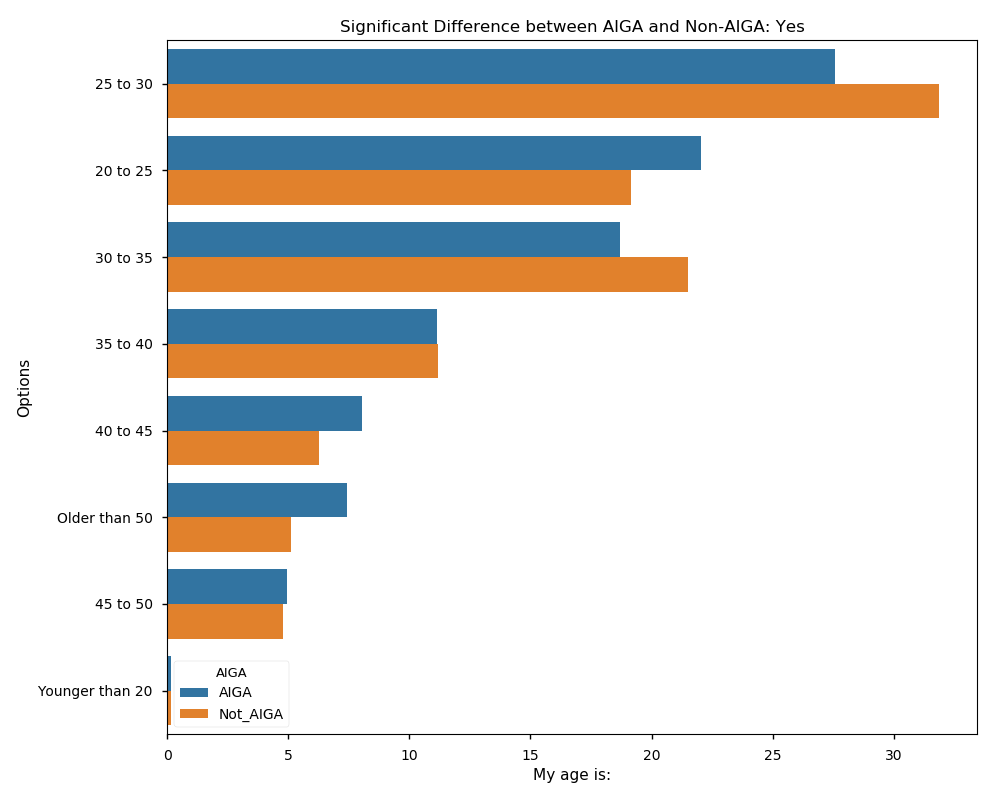 Significant Difference between AIGA and Non-AIGA: Yes
Options
25 to 30
20 to 25
30 to 35
35 to 40
40 to 45
Older than 50
45 to 50
Younger than 20
AIGA
AIGA
Not_AIGA
0 5 10 15 20 25 30
My age is: